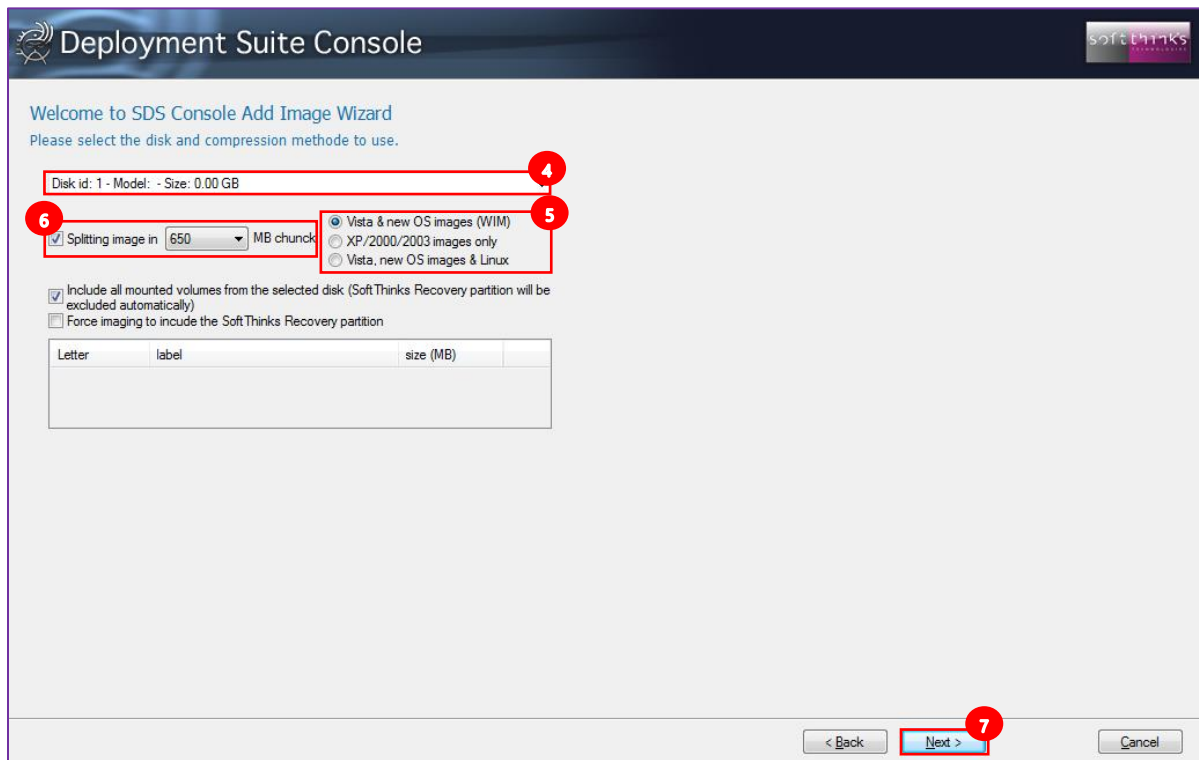 Deployment Suite Console
softthinks
TECHNOLOGIES
Welcome to SDS Console Add Image Wizard
Please select the disk and compression methode to use.
4
Disk id: 1 - Model: - Size: 0.00 GB
6
5
Splitting image in 650 MB chunck
Vista & new OS images (WIM)
XP/2000/2003 images only
Vista, new OS images & Linux
Include all mounted volumes from the selected disk (SoftThinks Recovery partition will be
excluded automatically)
Force imaging to incude the SoftThinks Recovery partition
Letter label size (MB)
7
< Back Next > Cancel